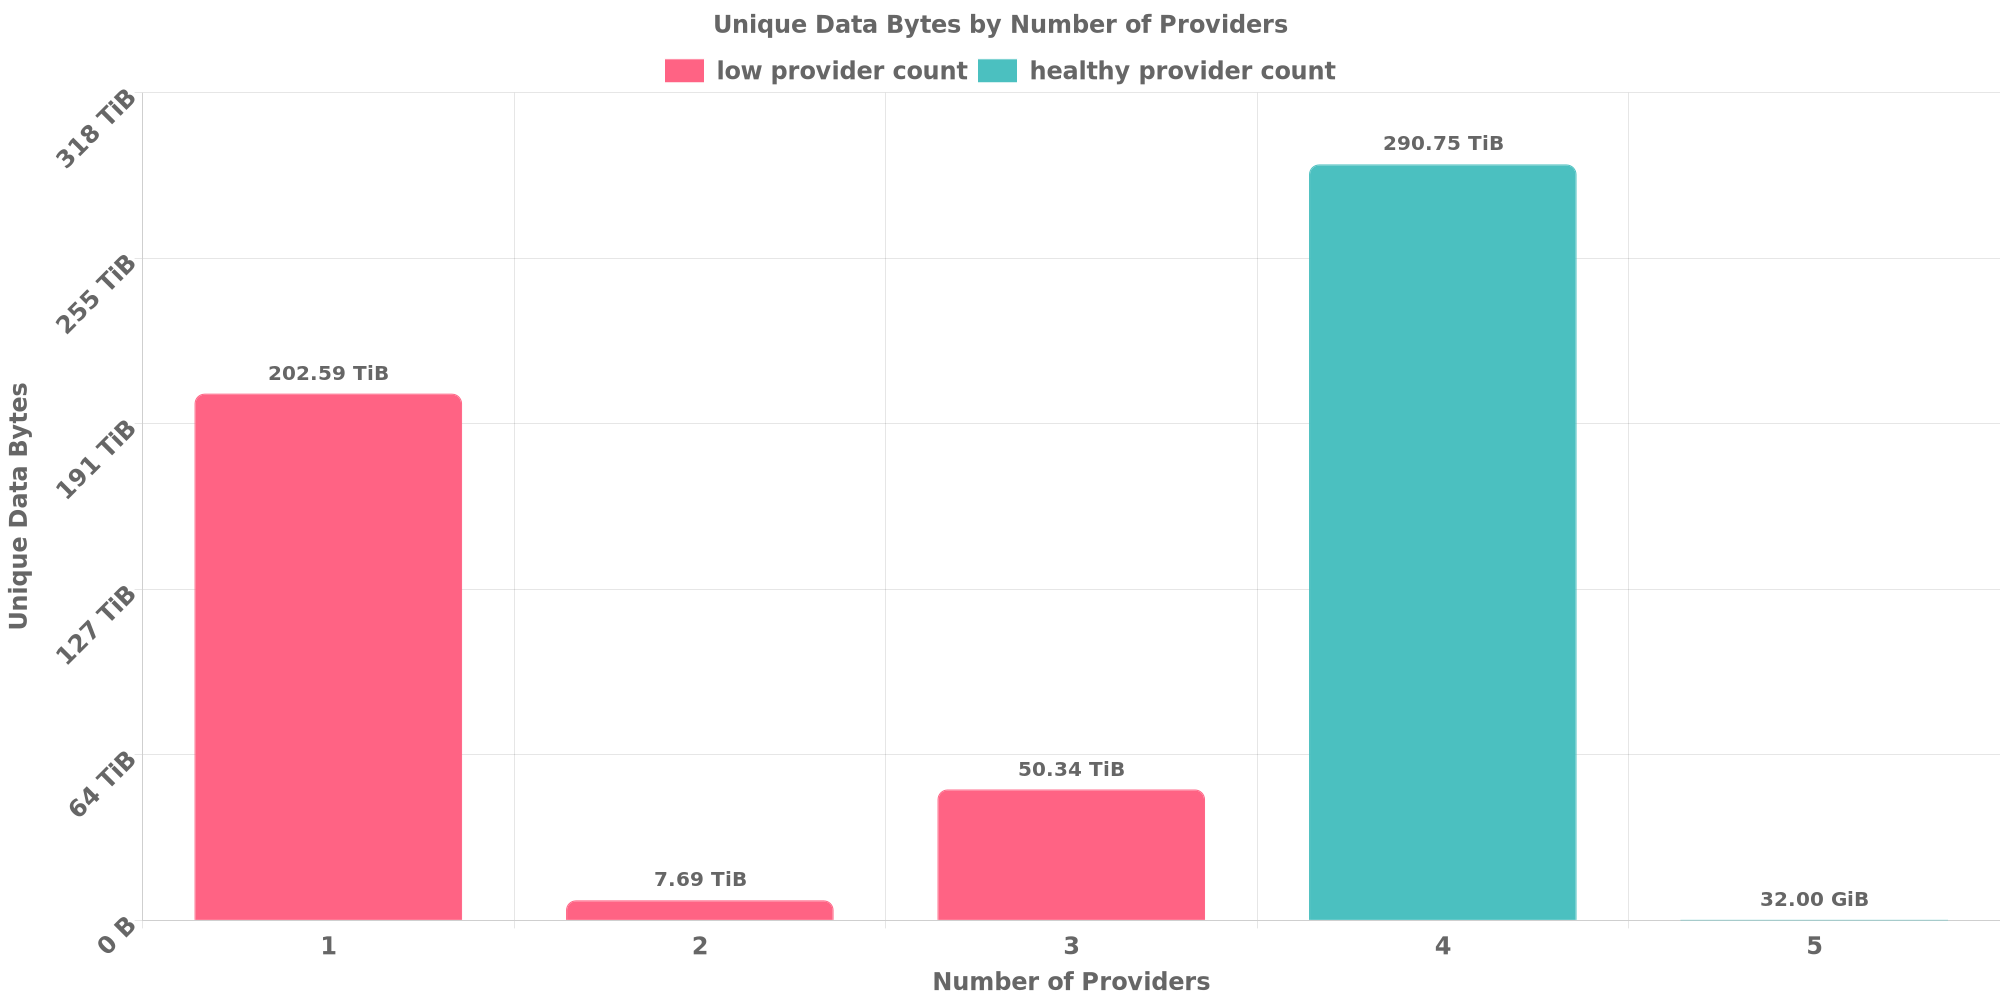 Unique Data Bytes by Number of Providers
low provider count
healthy provider count
318 TiB
255 TiB
191 TiB
127 TiB
64 TiB
0 B
Unique Data Bytes
202.59 TiB
7.69 TiB
50.34 TiB
290.75 TiB
32.00 GiB
1
2
3
4
5
Number of Providers